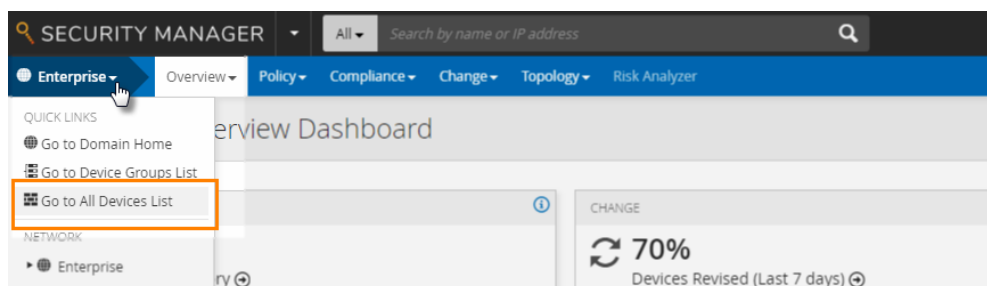 SECURITY MANAGER All Search by name or IP address
Enterprise Overview Policy Compliance Change Topology Risk Analyzer
QUICK LINKS
erview Dashboard
Go to Domain Home
Go to Device Groups List
Go to All Devices List
CHANGE
NETWORK
70%
Enterprise
ry
Devices Revised (Last 7 days)